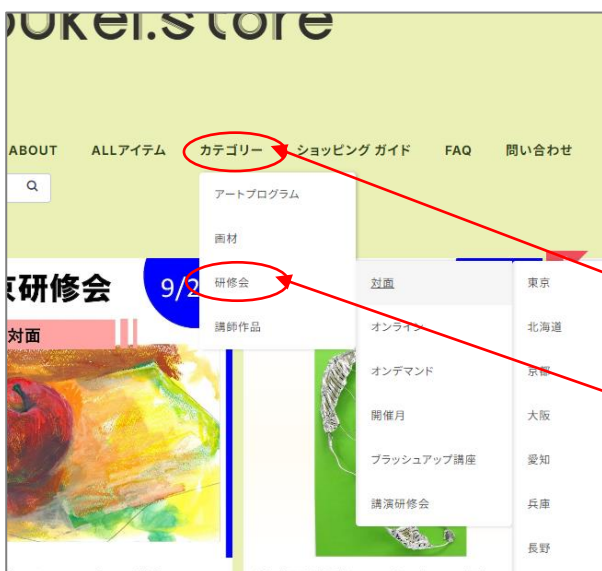 oukei.store
ABOUT ALLアイテム カテゴリー ショッピング ガイド FAQ 問い合わせ
アートプログラム
画材
研修会
講師作品
対面
オンライン
オンデマンド
開催月
ブラッシュアップ講座
講演研修会
東京
北海道
京都
大阪
愛知
兵庫
長野
京研修会 9/2
対面